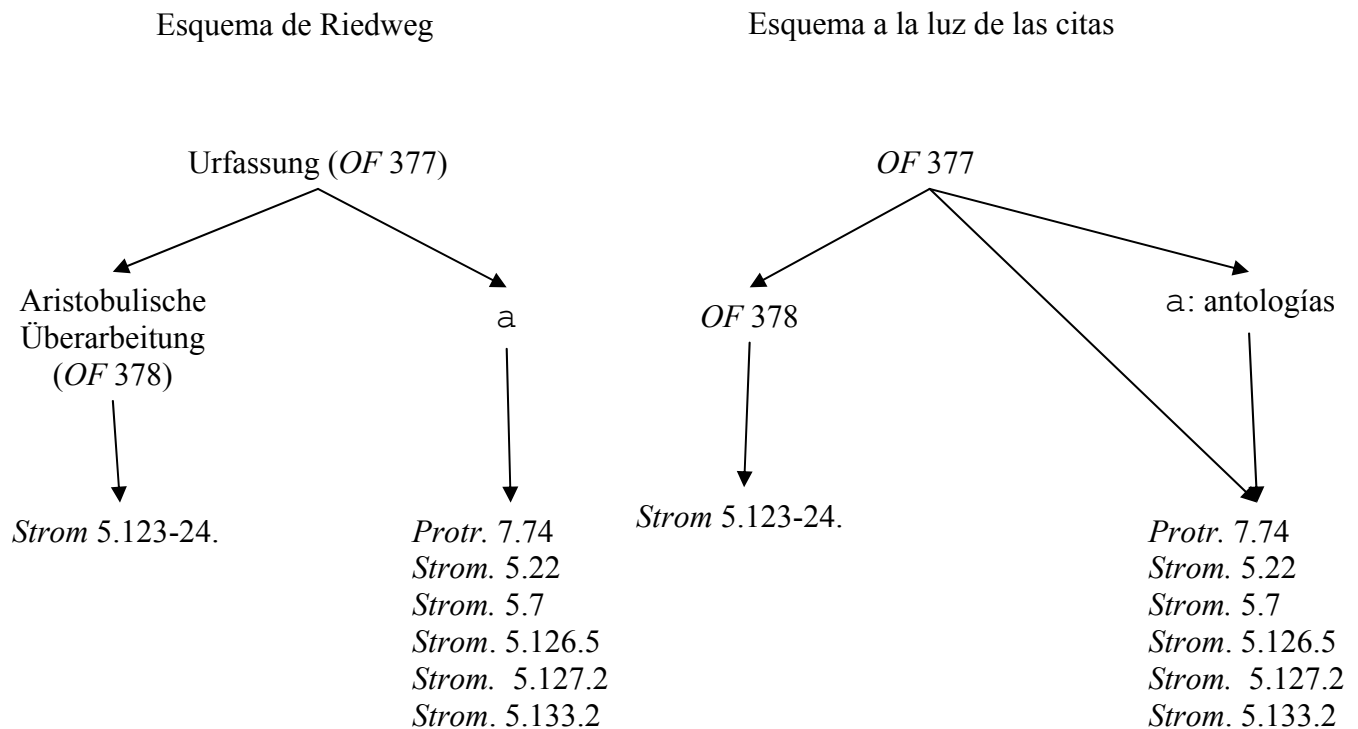 Esquema de Riedweg
Urfassung (OF 377)
Aristobulische
Überarbeitung
(OF 378)
a
Strom 5.123-24.
Protr. 7.74
Strom. 5.22
Strom. 5.7
Strom. 5.126.5
Strom. 5.127.2
Strom. 5.133.2
Esquema a la luz de las citas
OF 377
OF 378
a: antologías
Strom 5.123-24.
Protr. 7.74
Strom. 5.22
Strom. 5.7
Strom. 5.126.5
Strom. 5.127.2
Strom. 5.133.2